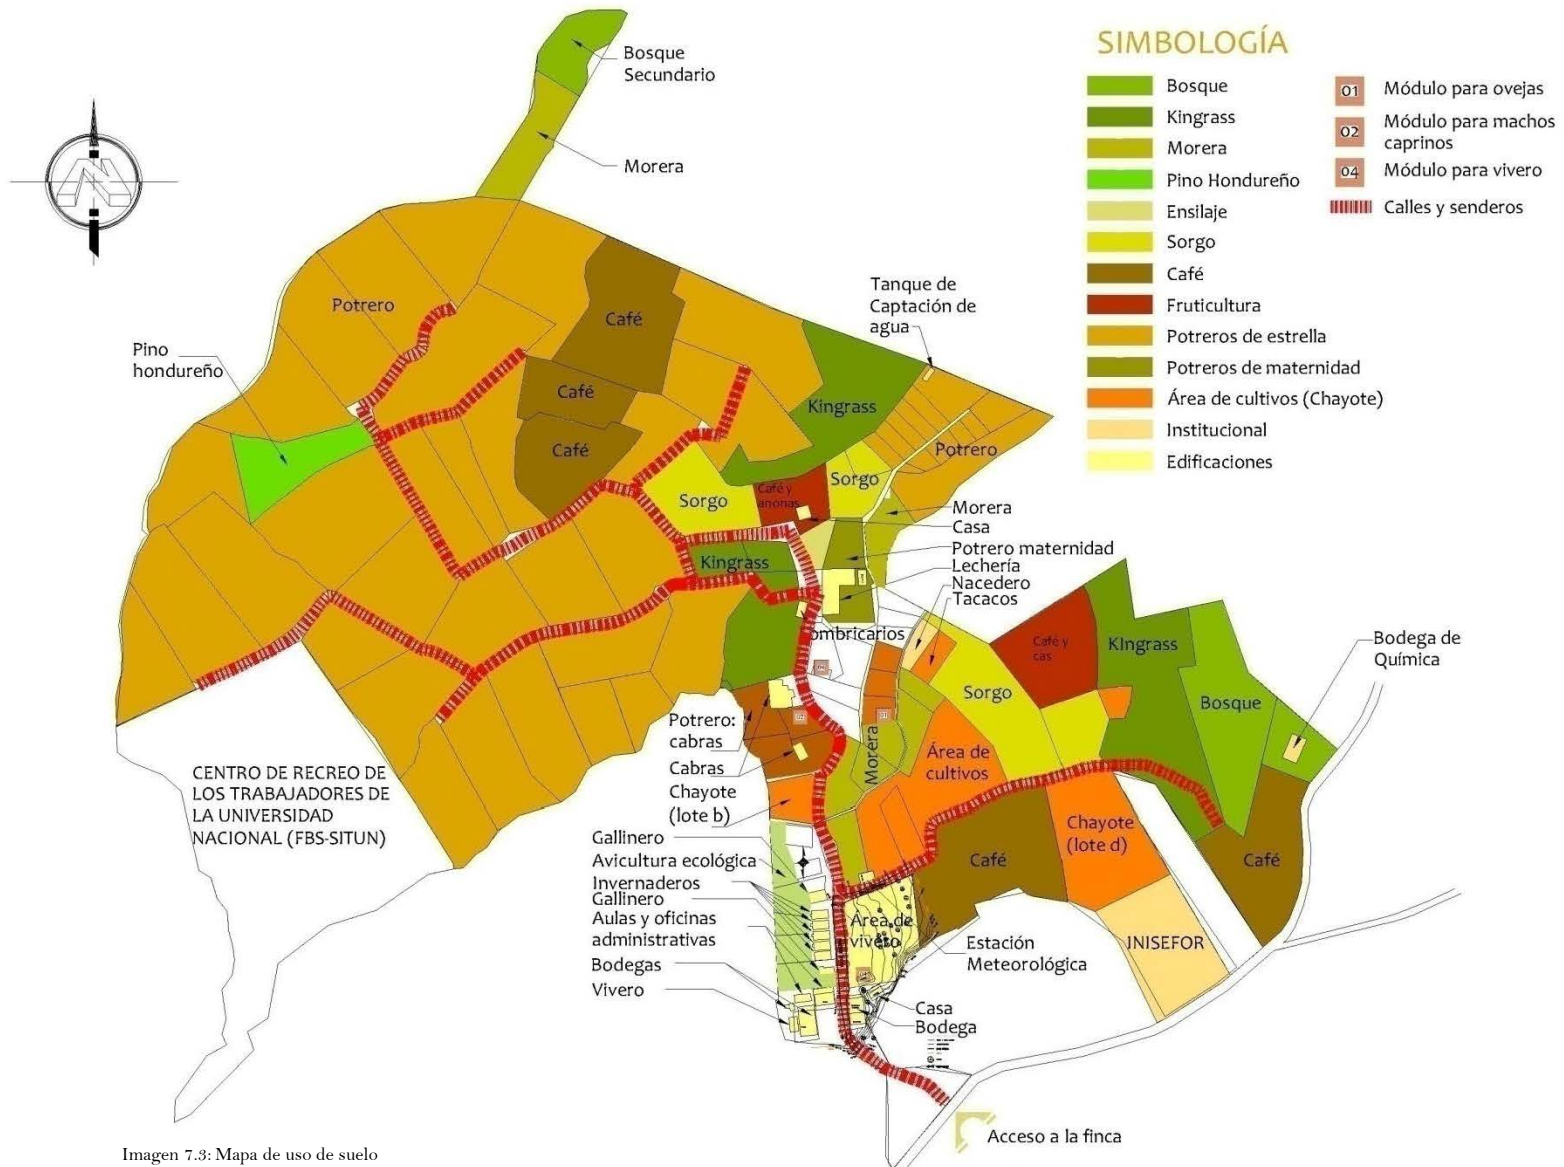 SIMBOLOGÍA
Bosque
Kingrass
Morera
Pino Hondureño
Ensilaje
Sorgo
Café
Fruticultura
Potreros de estrella
Potreros de maternidad
Área de cultivos (Chayote)
Institucional
Edificaciones
01 Módulo para ovejas
02 Módulo para machos
caprinos
04 Módulo para vivero
Calles y senderos
N
Bosque
Secundario
Morera
Potrero
Café
Café
Café
Pino
hondureño
Tanque de
Captación de
agua
Kingrass
Potrero
Sorgo
Sorgo
Café y
anonas
Kingrass
Morera
Casa
Potrero maternidad
Lechería
Nacedero
Tacacos
ombricarios
Café y
cas
KIngrass
Bosque
Bodega de
Química
Sorgo
Potrero:
cabras
Cabras
Chayote
(lote b)
02
01
Morera
Área de
cultivos
Chayote
(lote d)
Café
Café
CENTRO DE RECREO DE
LOS TRABAJADORES DE
LA UNIVERSIDAD
NACIONAL (FBS-SITUN)
Gallinero
Avicultura ecológica
Invernaderos
Gallinero
Aulas y oficinas
administrativas
Bodegas
Vivero
Área de
vivero
Estación
Meteorológica
INISEFOR
Casa
Bodega
Acceso a la finca
Imagen 7.3: Mapa de uso de suelo